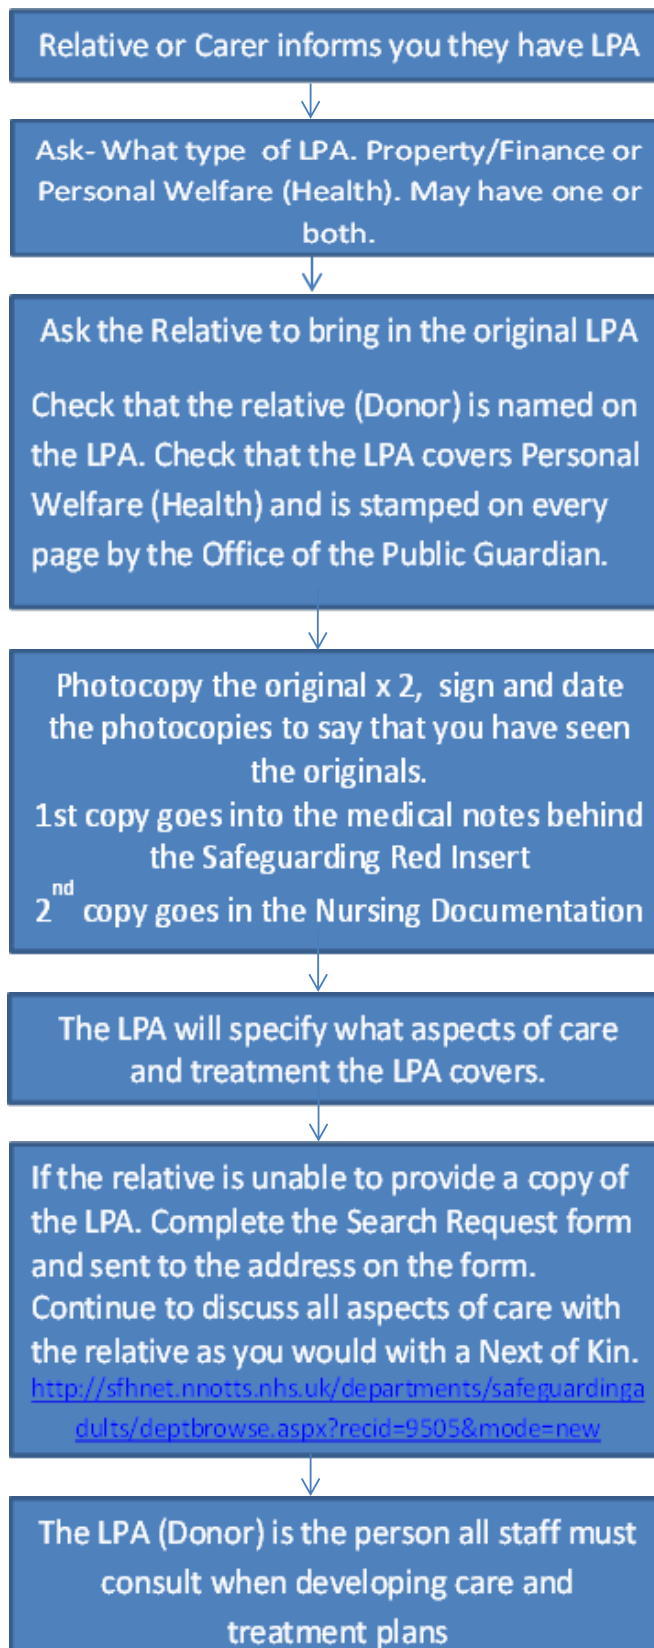 Relative or Carer informs you they have LPA
Ask- What type of LPA. Property/Finance or
Personal Welfare (Health). May have one or
both.
Ask the Relative to bring in the original LPA
Check that the relative (Donor) is named on
the LPA. Check that the LPA covers Personal
Welfare (Health) and is stamped on every
page by the Office of the Public Guardian.
Photocopy the original x 2, sign and date
the photocopies to say that you have seen
the originals.
1st copy goes into the medical notes behind
the Safeguarding Red Insert
2nd copy goes in the Nursing Documentation
The LPA will specify what aspects of care
and treatment the LPA covers.
If the relative is unable to provide a copy of
the LPA. Complete the Search Request form
and sent to the address on the form.
Continue to discuss all aspects of care with
the relative as you would with a Next of Kin.
http://sfhnet.nnotts.nhs.uk/departments/safeguardinga
dults/deptbrowse.aspx?recid=9505&mode=new
The LPA (Donor) is the person all staff must
consult when developing care and
treatment plans